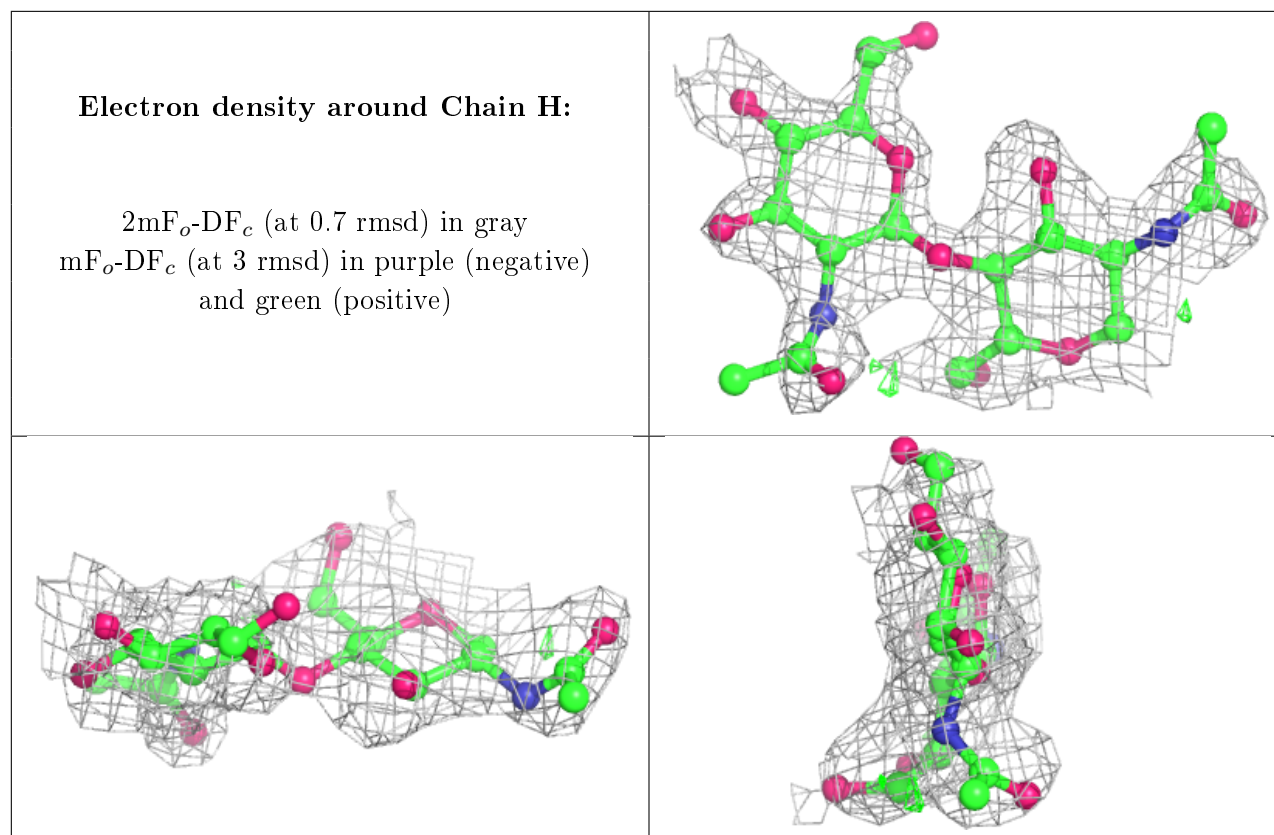 Electron density around Chain H:
2mFₒ-DF𝒸 (at 0.7 rmsd) in gray
mFₒ-DF𝒸 (at 3 rmsd) in purple (negative)
and green (positive)